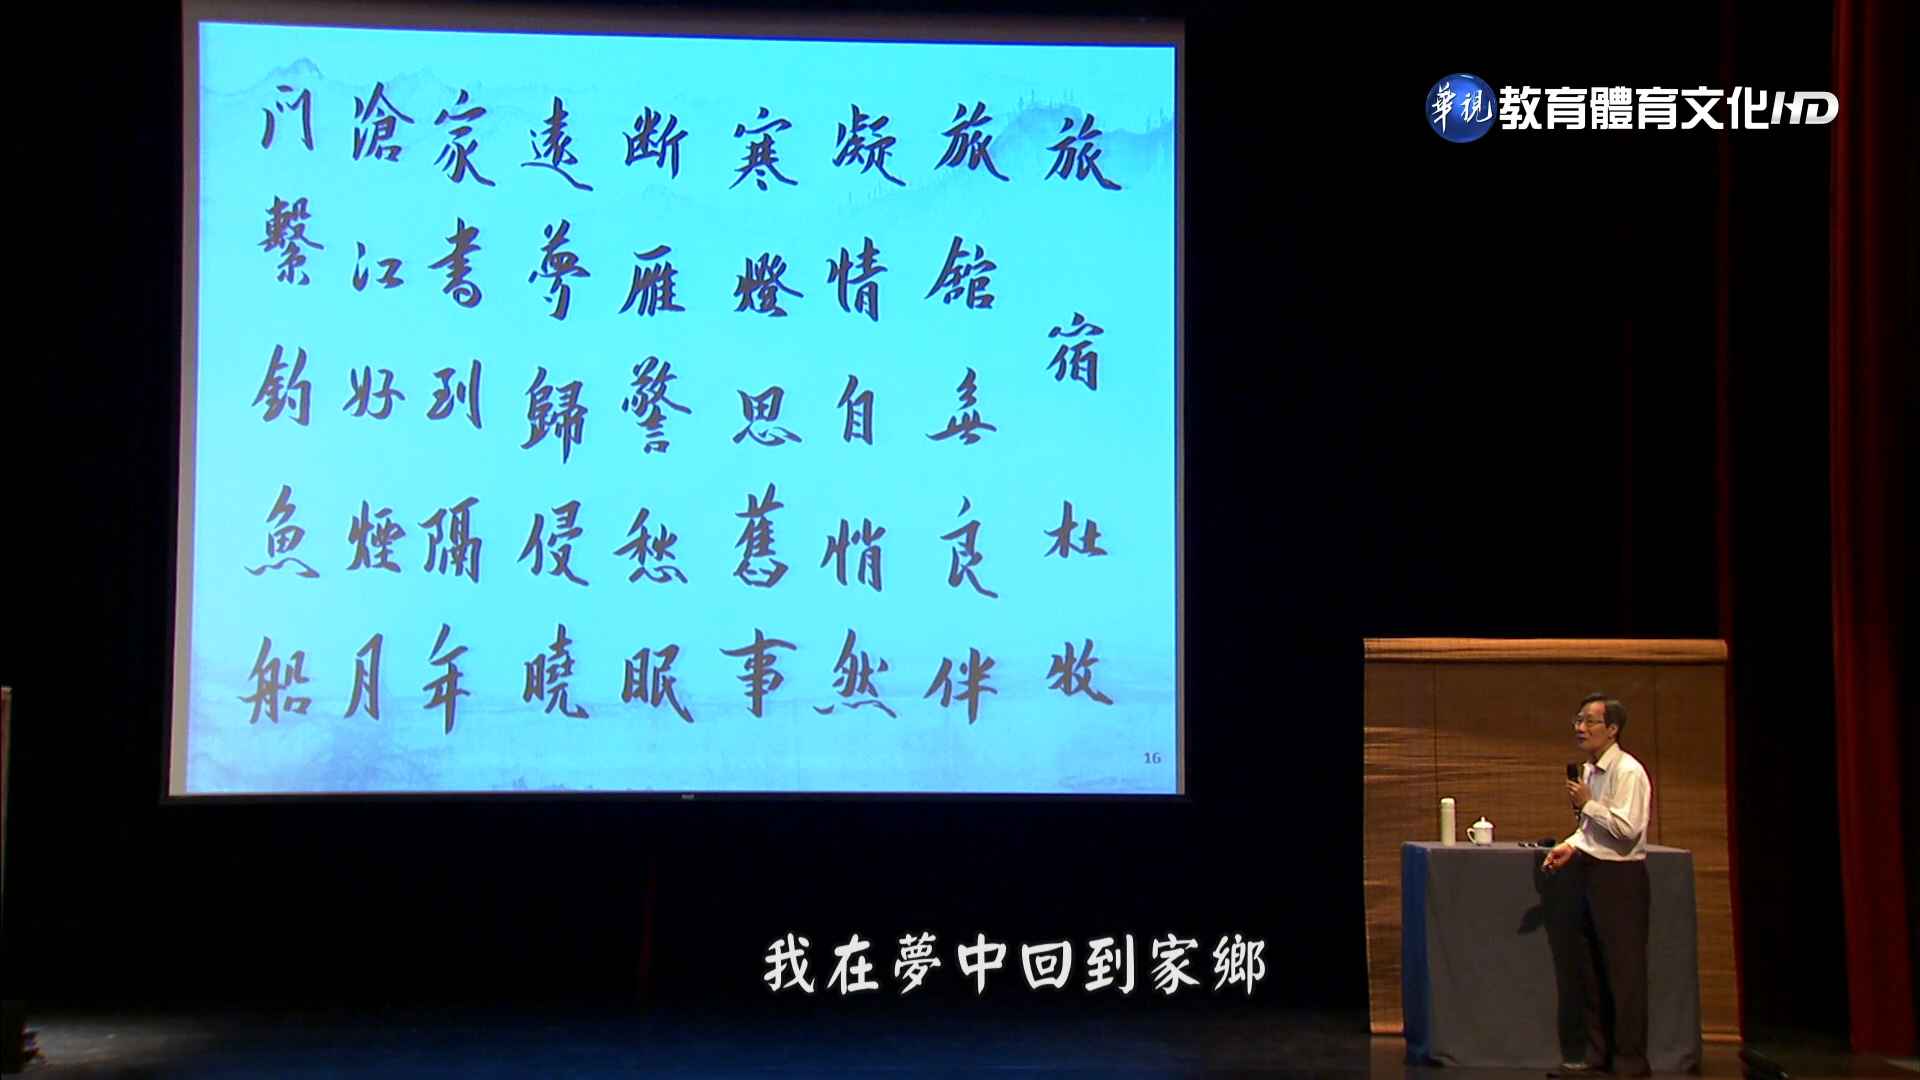 旅宿杜牧
旅舘無良伴
凝情自悄然
寒燈思舊事
断雁警愁眠
遠夢歸侵曉
家書到隔年
滄江好煙月
門繫釣魚船
16
華視教育體育文化HD
我在夢中回到家鄉